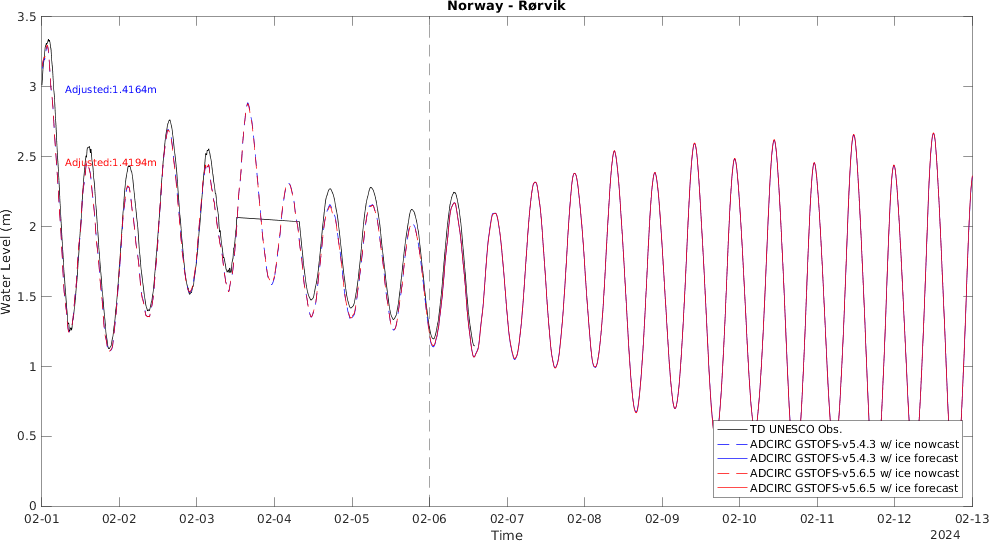 Norway - Rørvik
3.5
3
2.5
2
1.5
1
0.5
0
Water Level (m)
Adjusted:1.4164m
Adjusted:1.4194m
TD UNESCO Obs.
ADCIRC GSTOFS-v5.4.3 w/ ice nowcast
ADCIRC GSTOFS-v5.4.3 w/ ice forecast
ADCIRC GSTOFS-v5.6.5 w/ ice nowcast
ADCIRC GSTOFS-v5.6.5 w/ ice forecast
02-01 02-02 02-03 02-04 02-05 02-06 02-07 02-08 02-09 02-10 02-11 02-12 02-13
Time
2024